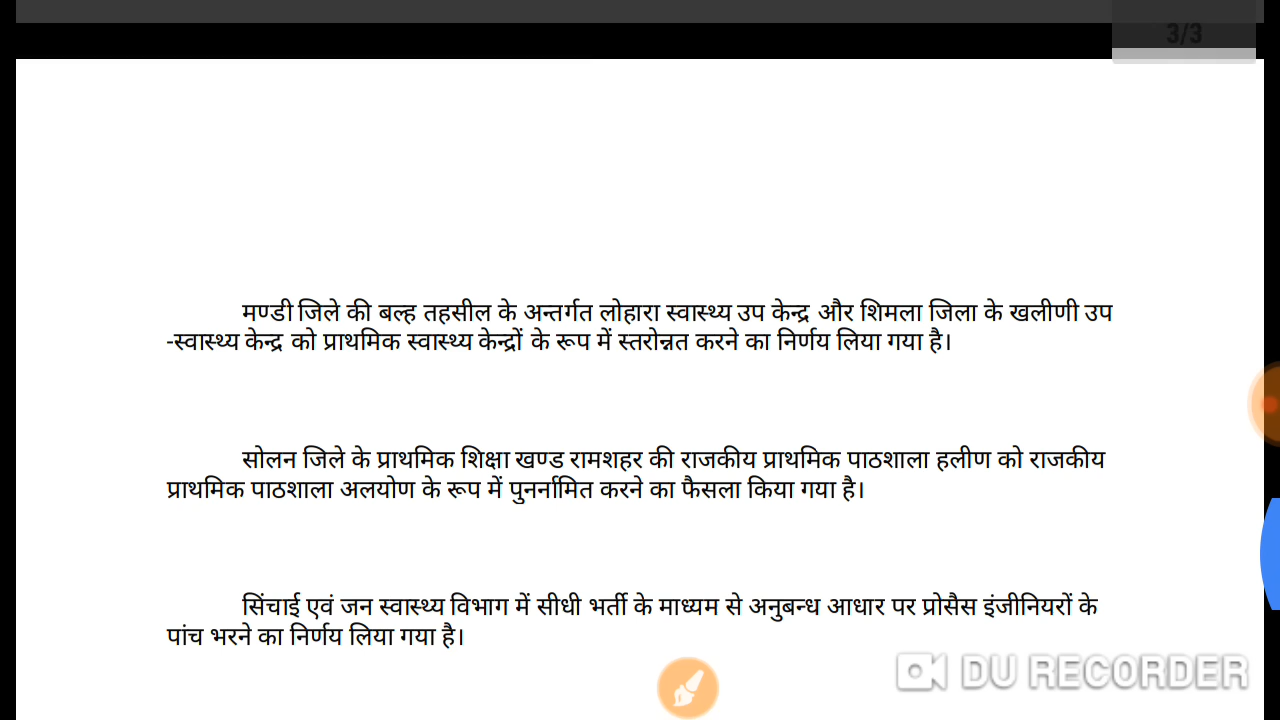 3/3
मण्डी जिले की बल्ह तहसील के अन्तर्गत लोहारा स्वास्थ्य उप केन्द्र और शिमला जिला के खलीणी उप
-स्वास्थ्य केन्द्र को प्राथमिक स्वास्थ्य केन्द्रों के रूप में स्तरोन्नत करने का निर्णय लिया गया है।
सोलन जिले के प्राथमिक शिक्षा खण्ड रामशहर की राजकीय प्राथमिक पाठशाला हलीण को राजकीय
प्राथमिक पाठशाला अलयोण के रूप में पुनर्नामित करने का फैसला किया गया है।
सिंचाई एवं जन स्वास्थ्य विभाग में सीधी भर्ती के माध्यम से अनुबन्ध आधार पर प्रोसैस इंजीनियरों के
पांच भरने का निर्णय लिया गया है।
DU RECORDER